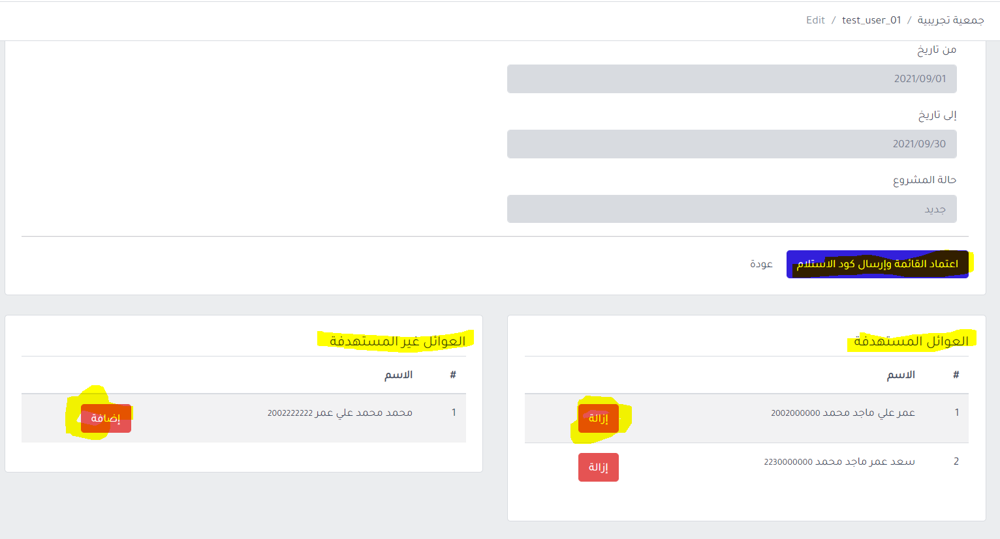 جمعية تجريبية / test_user_01 / Edit
من تاريخ
2021/09/01
إلى تاريخ
2021/09/30
حالة المشروع
جديد
اعتماد القائمة وإرسال كود الاستلام عودة
العوائل المستهدفة
# الاسم
1 عمر علي ماجد محمد 2002000000 إزالة
2 سعد عمر ماجد محمد 2230000000 إزالة
العوائل غير المستهدفة
# الاسم
1 محمد محمد علي عمر 2002222222 إضافة